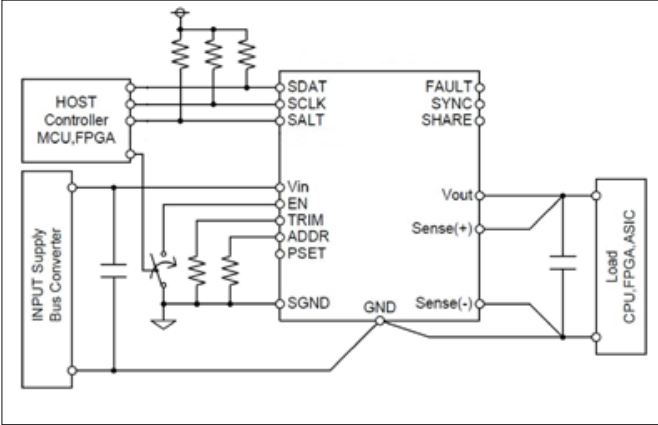 HOST
Controller
MCU,FPGA
INPUT Supply
Bus Converter
SDAT
SCLK
SALT
Vin
EN
TRIM
ADDR
PSET
SGND
GND
FAULT
SYNC
SHARE
Vout
Sense(+)
Sense(-)
Load
CPU,FPGA,ASIC